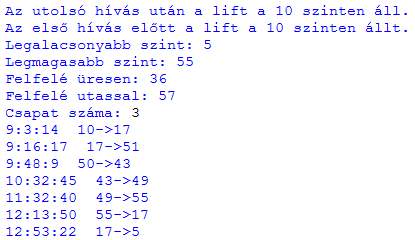 Az utolsó hívás után a lift a 10 szinten áll.
Az első hívás előtt a lift a 10 szinten állt.
Legalacsonyabb szint: 5
Legmagasabb szint: 55
Felfelé üresen: 36
Felfelé utassal: 57
Csapat száma: 3
9:3:14  10->17
9:16:17  17->51
9:48:9  50->43
10:32:45  43->49
11:32:40  49->55
12:13:50  55->17
12:53:22  17->5